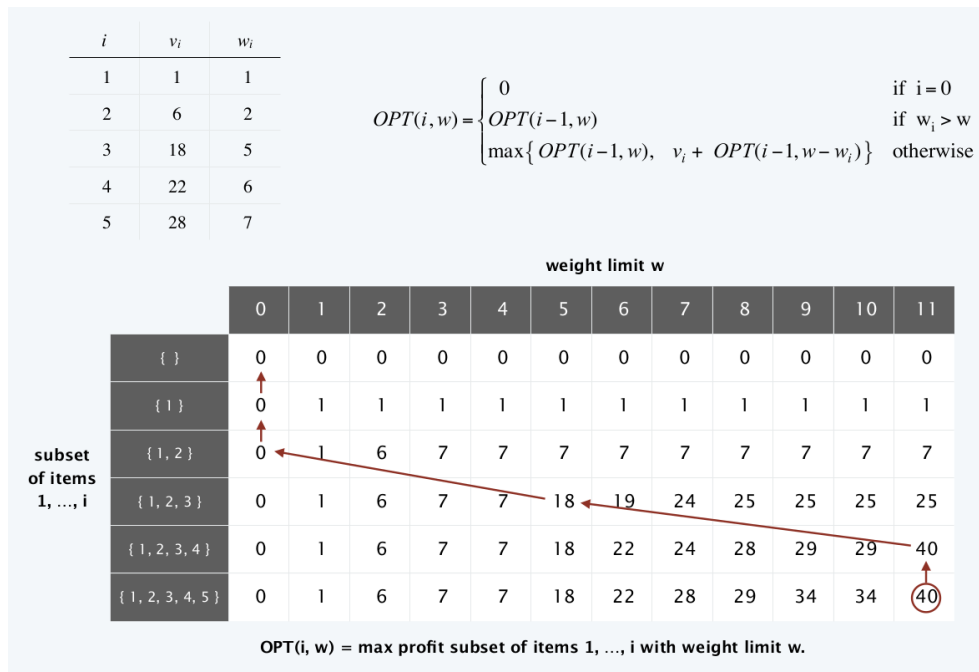 i vᵢ wᵢ
1 1 1
2 6 2
3 18 5
4 22 6
5 28 7
OPT(i, w) = { 0 if i = 0
OPT(i−1, w) if wᵢ > w
max{ OPT(i−1, w), vᵢ + OPT(i−1, w−wᵢ)} otherwise
weight limit w
0 1 2 3 4 5 6 7 8 9 10 11
{ } 0 0 0 0 0 0 0 0 0 0 0 0
{ 1 } 0 1 1 1 1 1 1 1 1 1 1 1
{ 1, 2 } 0 1 6 7 7 7 7 7 7 7 7 7
subset
of items
1, …, i
{ 1, 2, 3 } 0 1 6 7 7 18 19 24 25 25 25 25
{ 1, 2, 3, 4 } 0 1 6 7 7 18 22 24 28 29 29 40
{ 1, 2, 3, 4, 5 } 0 1 6 7 7 18 22 28 29 34 34 40
OPT(i, w) = max profit subset of items 1, …, i with weight limit w.